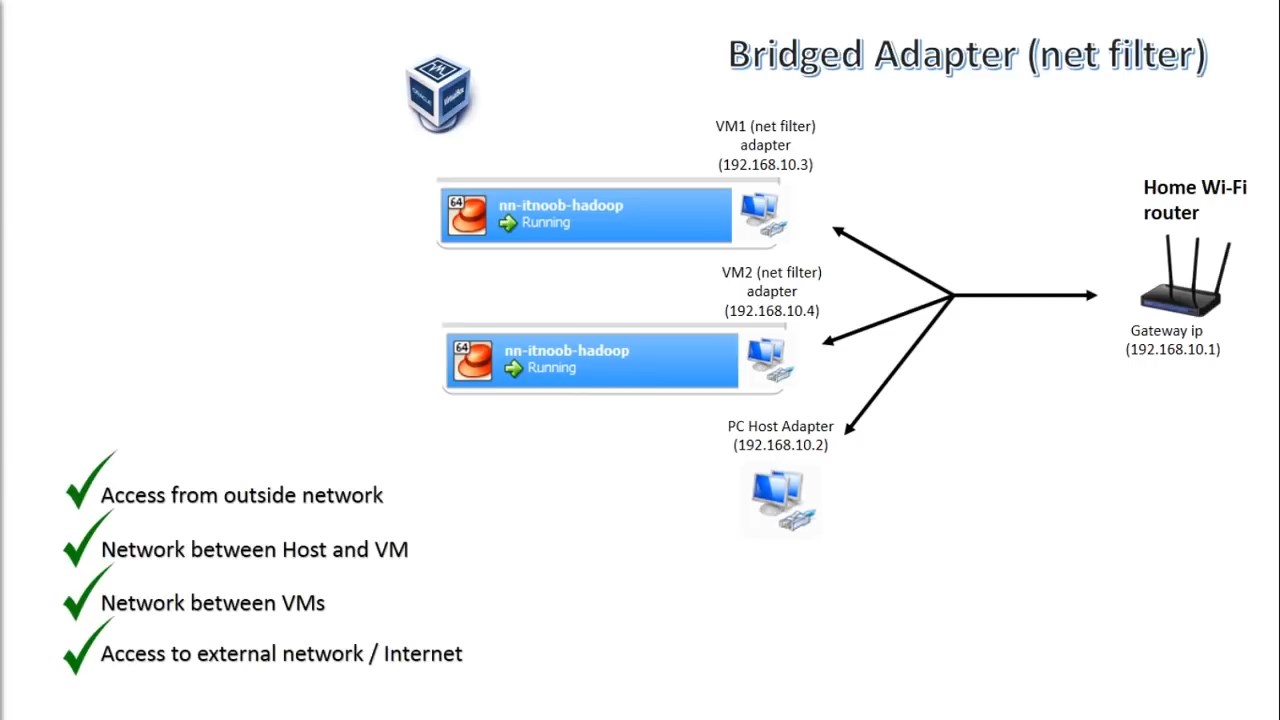 Bridged Adapter (net filter)
VM1 (net filter)
adapter
(192.168.10.3)
64
nn-itnoob-hadoop
Running
Home Wi-Fi
router
VM2 (net filter)
adapter
(192.168.10.4)
64
nn-itnoob-hadoop
Running
Gateway ip
(192.168.10.1)
PC Host Adapter
(192.168.10.2)
Access from outside network
Network between Host and VM
Network between VMs
Access to external network / Internet